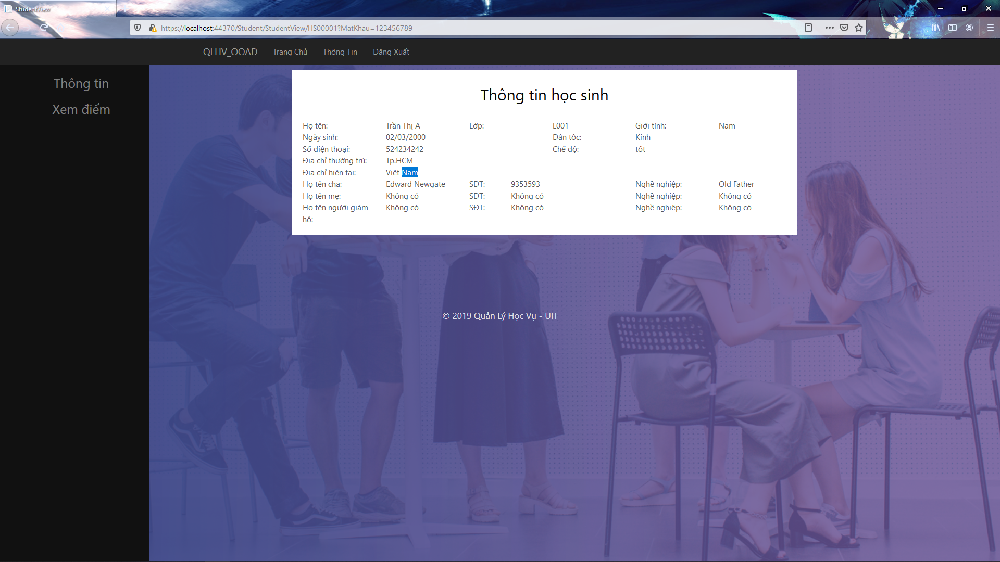 StudentView
https://localhost:44370/Student/StudentView/HS00001?MatKhau=123456789
QLHV_OOAD Trang Chủ Thông Tin Đăng Xuất
Thông tin
Xem điểm
Thông tin học sinh
Họ tên: Trần Thị A Lớp: L001 Giới tính: Nam
Ngày sinh: 02/03/2000 Dân tộc: Kinh
Số điện thoại: 524234242 Chế độ: tốt
Địa chỉ thường trú: Tp.HCM
Địa chỉ hiện tại: Việt Nam
Họ tên cha: Edward Newgate SĐT: 9353593 Nghề nghiệp: Old Father
Họ tên mẹ: Không có SĐT: Không có Nghề nghiệp: Không có
Họ tên người giám Không có SĐT: Không có Nghề nghiệp: Không có
hộ:
© 2019 Quản Lý Học Vụ - UIT